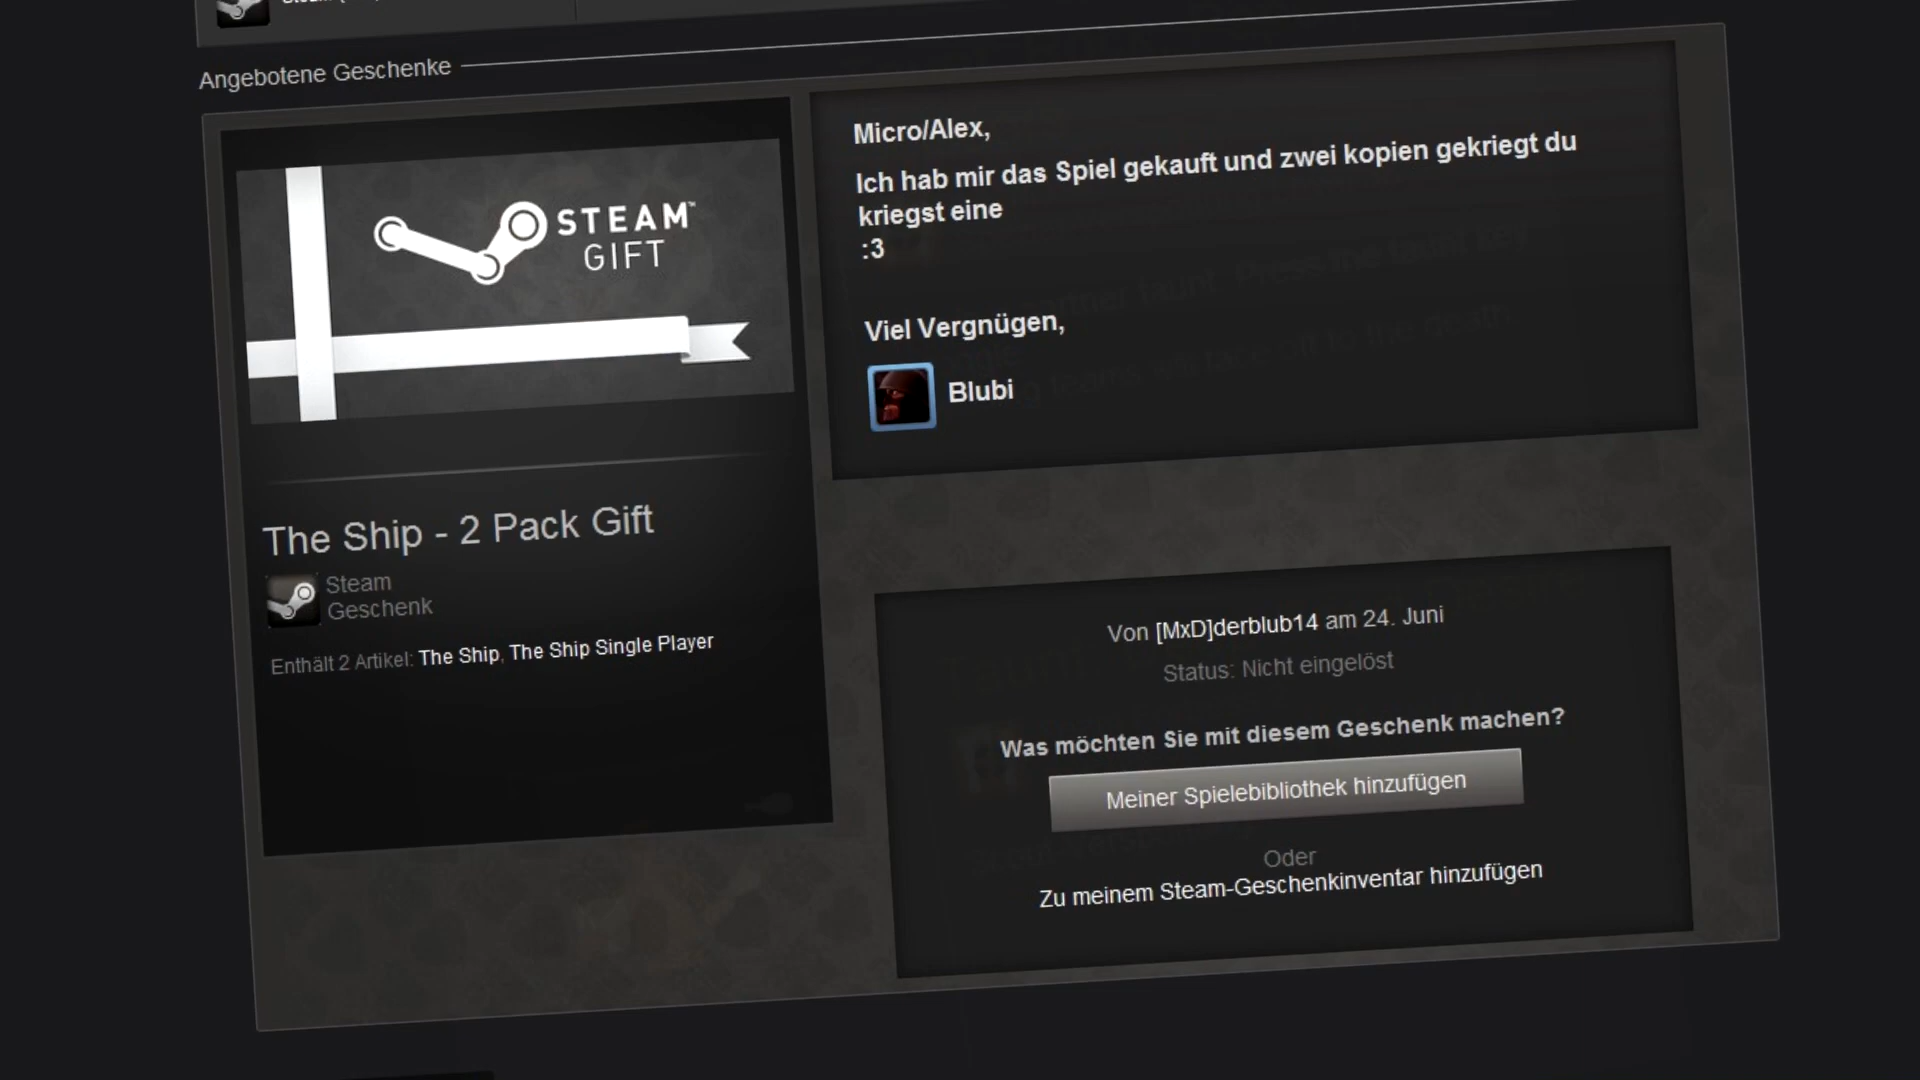 Angebotene Geschenke
STEAM™
GIFT
The Ship - 2 Pack Gift
Steam
Geschenk
Enthält 2 Artikel: The Ship, The Ship Single Player
Micro/Alex,
Ich hab mir das Spiel gekauft und zwei kopien gekriegt du
kriegst eine
:3
Viel Vergnügen,
Blubi
Von [MxD]derblub14 am 24. Juni
Status: Nicht eingelöst
Was möchten Sie mit diesem Geschenk machen?
Meiner Spielebibliothek hinzufügen
Oder
Zu meinem Steam-Geschenkinventar hinzufügen